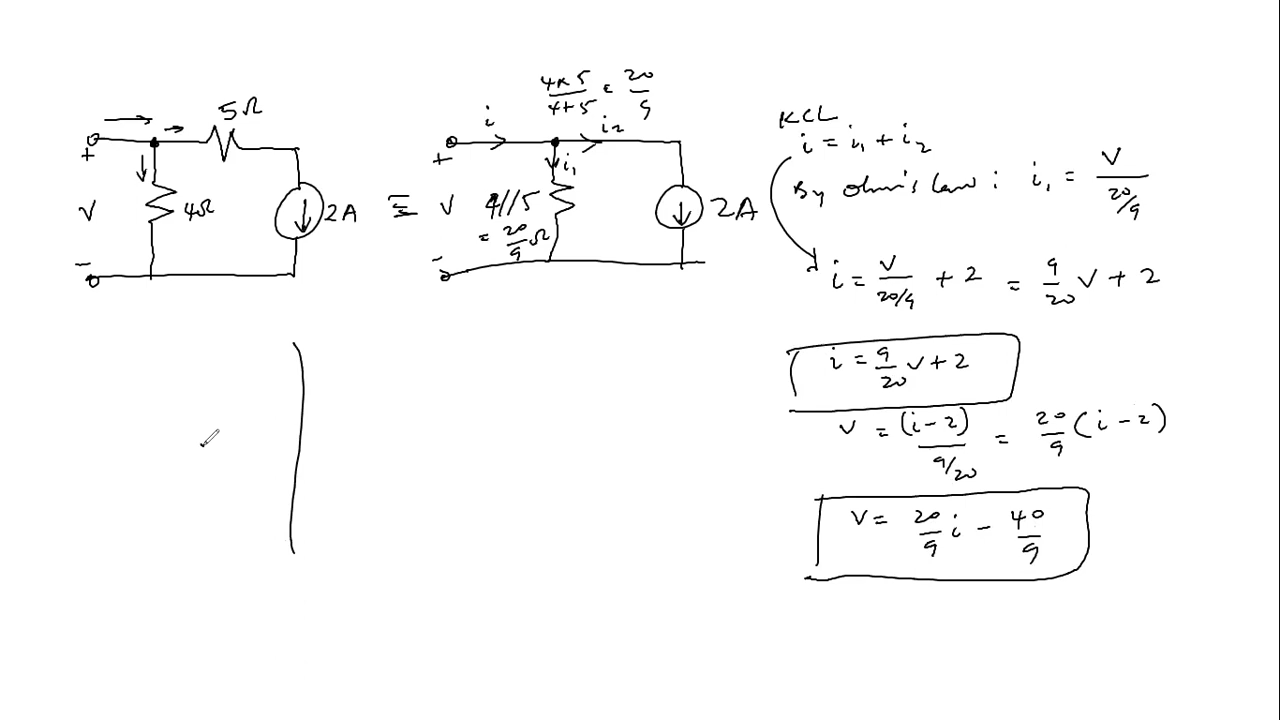 5Ω
+
V
4Ω
2A
-
≡
4×5/4+5 = 20/9
i
i₂
+
i₁
V
4//5
= 20/9 Ω
2A
-
KCL
i = i₁ + i₂
By ohm's law: i₁ = V/20/9
i = V/20/9 + 2 = 9/20 V + 2
i = 9/20 V + 2
V = (i-2)/9/20 = 20/9 (i-2)
V = 20/9 i - 40/9